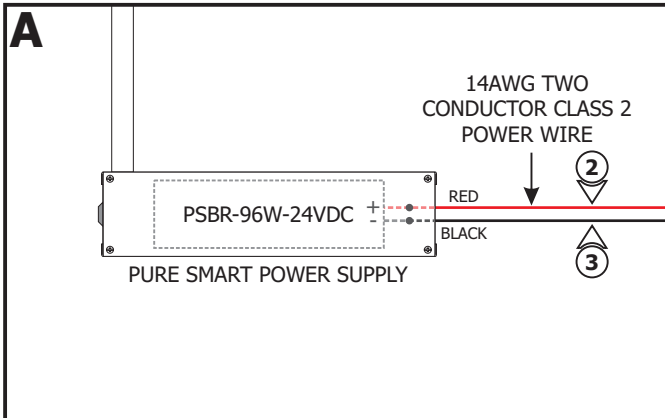 A
14AWG TWO
CONDUCTOR CLASS 2
POWER WIRE
2
RED
PSBR-96W-24VDC
+
-
BLACK
3
PURE SMART POWER SUPPLY